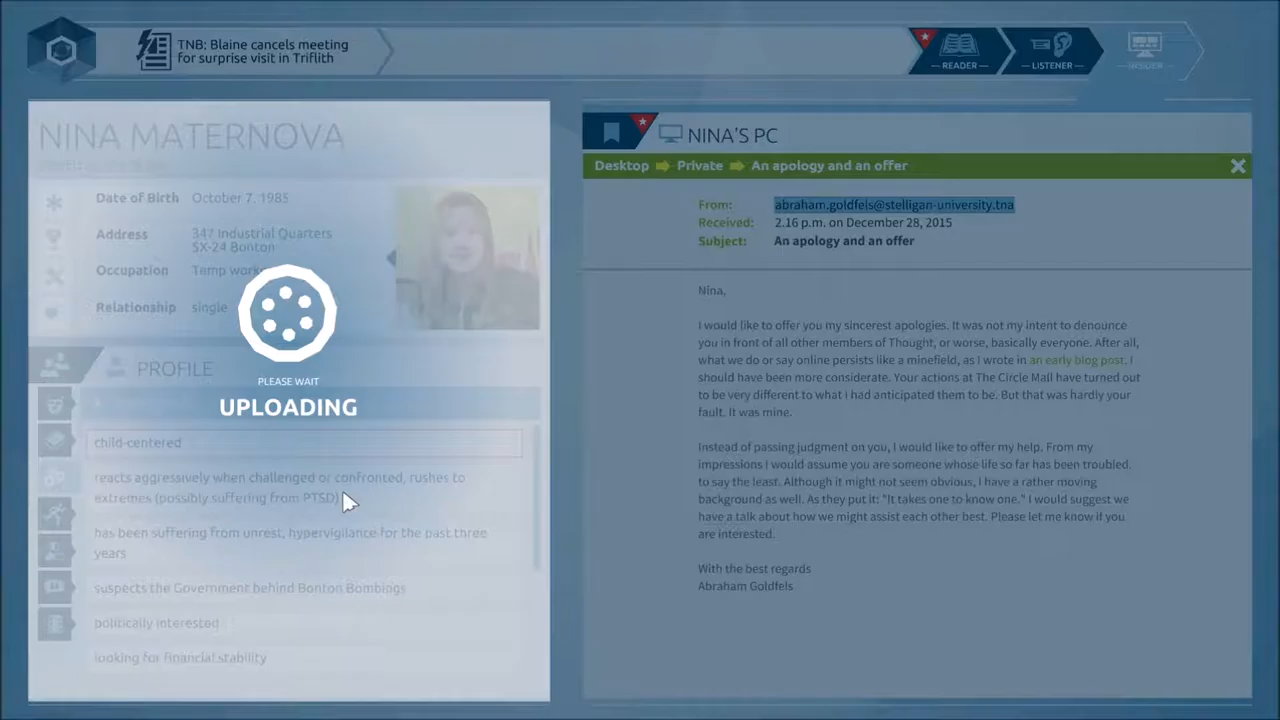 TNB: Blaine cancels meeting
for surprise visit in Triflith
READER
LISTENER
INSIDER
NINA MATERNOVA
Date of Birth October 7, 1985
Address 347 Industrial Quarters
SX-24 Bonton
Occupation Temp work
Relationship single
PROFILE
PLEASE WAIT
UPLOADING
child-centered
reacts aggressively when challenged or confronted, rushes to
extremes (possibly suffering from PTSD)
has been suffering from unrest, hypervigilance for the past three
years
suspects the Government behind Bonton Bombings
politically interested
looking for financial stability
NINA'S PC
Desktop Private An apology and an offer
From: abraham.goldfels@stelligan-university.tna
Received: 2.16 p.m. on December 28, 2015
Subject: An apology and an offer
Nina,
I would like to offer you my sincerest apologies. It was not my intent to denounce
you in front of all other members of Thought, or worse, basically everyone. After all,
what we do or say online persists like a minefield, as I wrote in an early blog post. I
should have been more considerate. Your actions at The Circle Mall have turned out
to be very different to what I had anticipated them to be. But that was hardly your
fault. It was mine.
Instead of passing judgment on you, I would like to offer my help. From my
impressions I would assume you are someone whose life so far has been troubled,
to say the least. Although it might not seem obvious, I have a rather moving
background as well. As they put it: "It takes one to know one." I would suggest we
have a talk about how we might assist each other best. Please let me know if you
are interested.
With the best regards
Abraham Goldfels